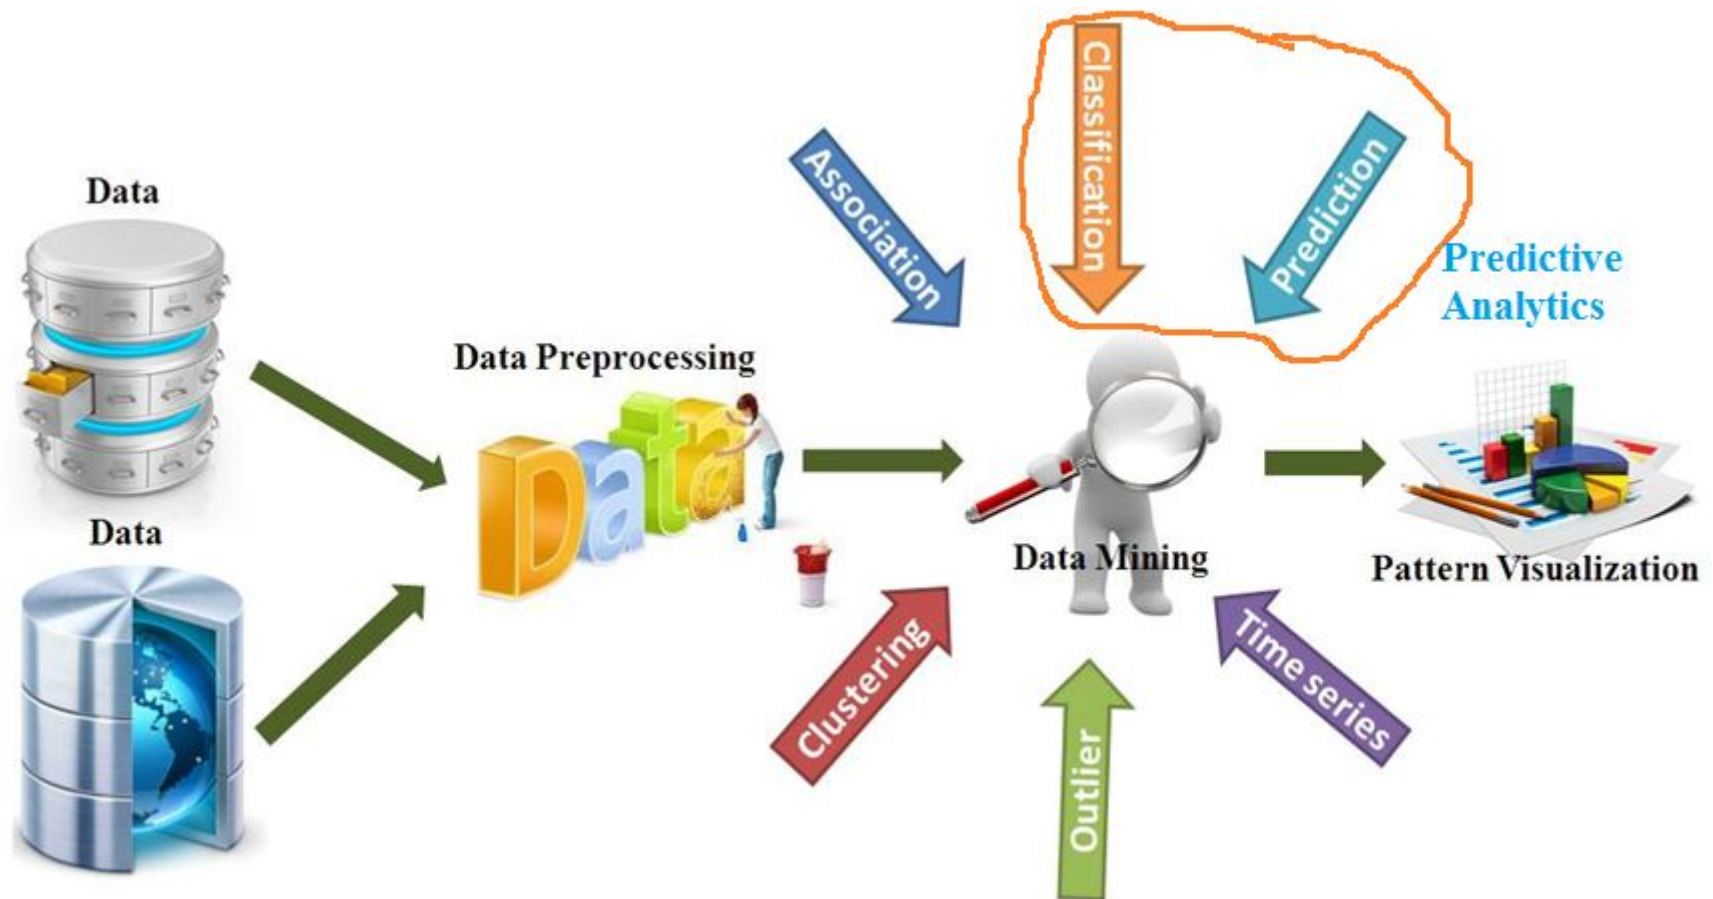 Data
Data
Data Preprocessing
Data
Association
Classification
Prediction
Predictive
Analytics
Data Mining
Clustering
Outlier
Time series
Pattern Visualization